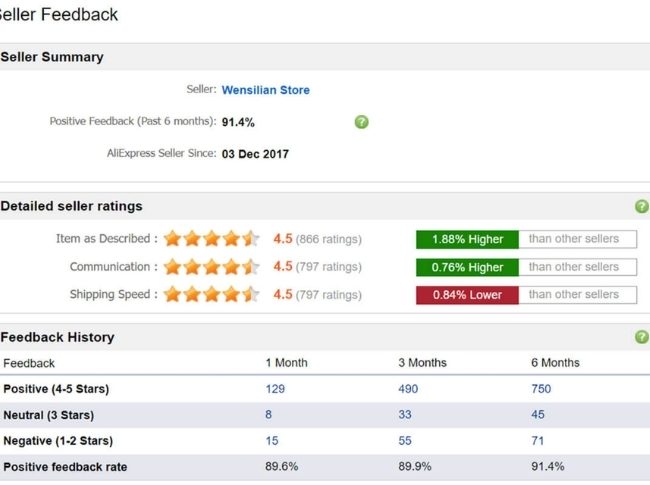 eller Feedback
Seller Summary
Seller: Wensilian Store
Positive Feedback (Past 6 months): 91.4% ?
AliExpress Seller Since: 03 Dec 2017
Detailed seller ratings ?
Item as Described : 4.5 (866 ratings) 1.88% Higher than other sellers
Communication : 4.5 (797 ratings) 0.76% Higher than other sellers
Shipping Speed : 4.5 (797 ratings) 0.84% Lower than other sellers
Feedback History ?
Feedback 1 Month 3 Months 6 Months
Positive (4-5 Stars) 129 490 750
Neutral (3 Stars) 8 33 45
Negative (1-2 Stars) 15 55 71
Positive feedback rate 89.6% 89.9% 91.4%